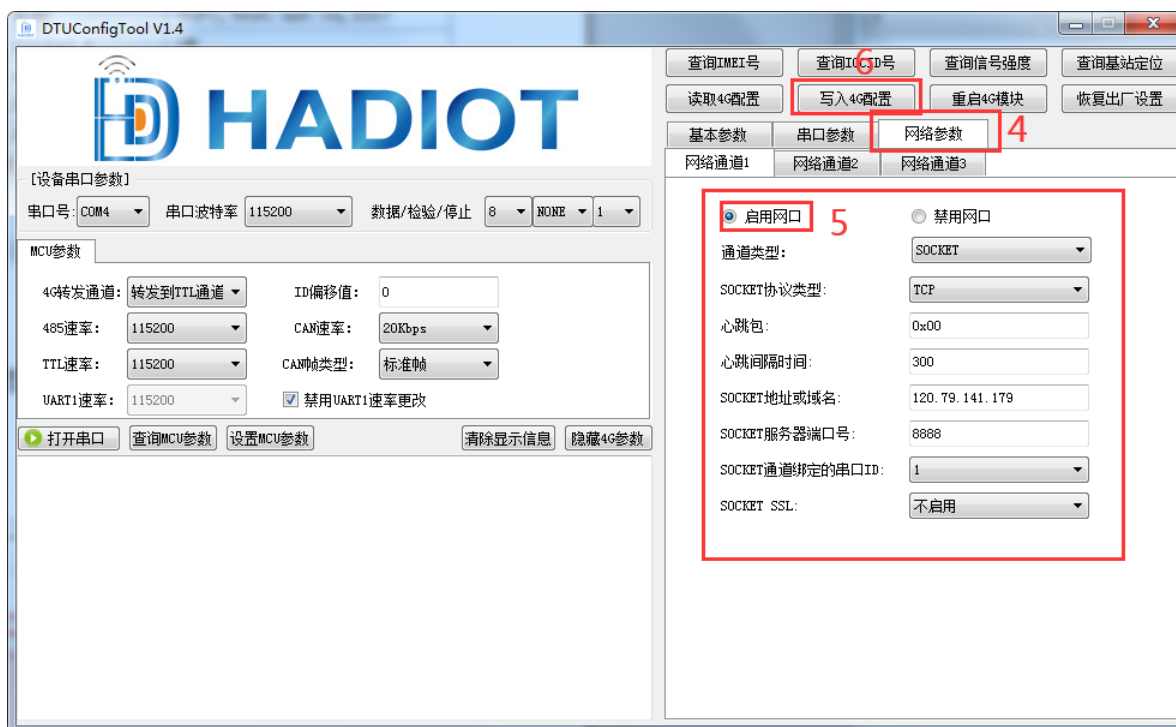 DTUConfigTool V1.4
HADIOT
[设备串口参数]
串口号: COM4 串口波特率 115200 数据/检验/停止 8 NONE 1
MCU参数
4G转发通道: 转发到TTL通道 ID偏移值: 0
485速率: 115200 CAN速率: 20Kbps
TTL速率: 115200 CAN帧类型: 标准帧
UART1速率: 115200 禁用UART1速率更改
打开串口 查询MCU参数 设置MCU参数 清除显示信息 隐藏4G参数
查询IMEI号 查询ICCID号 查询信号强度 查询基站定位
6
读取4G配置 写入4G配置 重启4G模块 恢复出厂设置
基本参数 串口参数 网络参数 4
网络通道1 网络通道2 网络通道3
启用网口 5 禁用网口
通道类型: SOCKET
SOCKET协议类型: TCP
心跳包: 0x00
心跳间隔时间: 300
SOCKET地址或域名: 120.79.141.179
SOCKET服务器端口号: 8888
SOCKET通道绑定的串口ID: 1
SOCKET SSL: 不启用